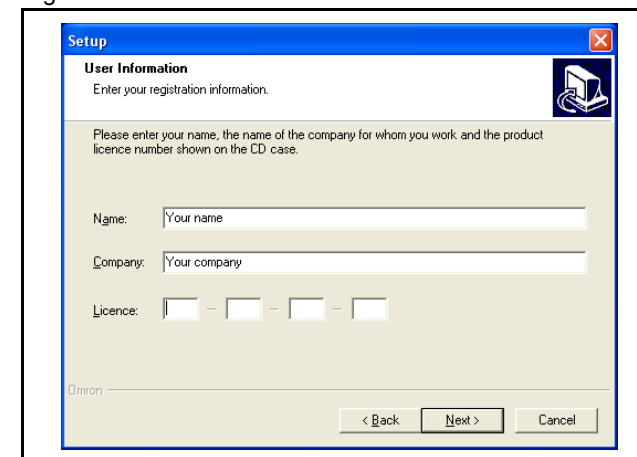 Setup
User Information
Enter your registration information.
Please enter your name, the name of the company for whom you work and the product
licence number shown on the CD case.
Name: Your name
Company: Your company
Licence: – – –
Omron
< Back Next > Cancel